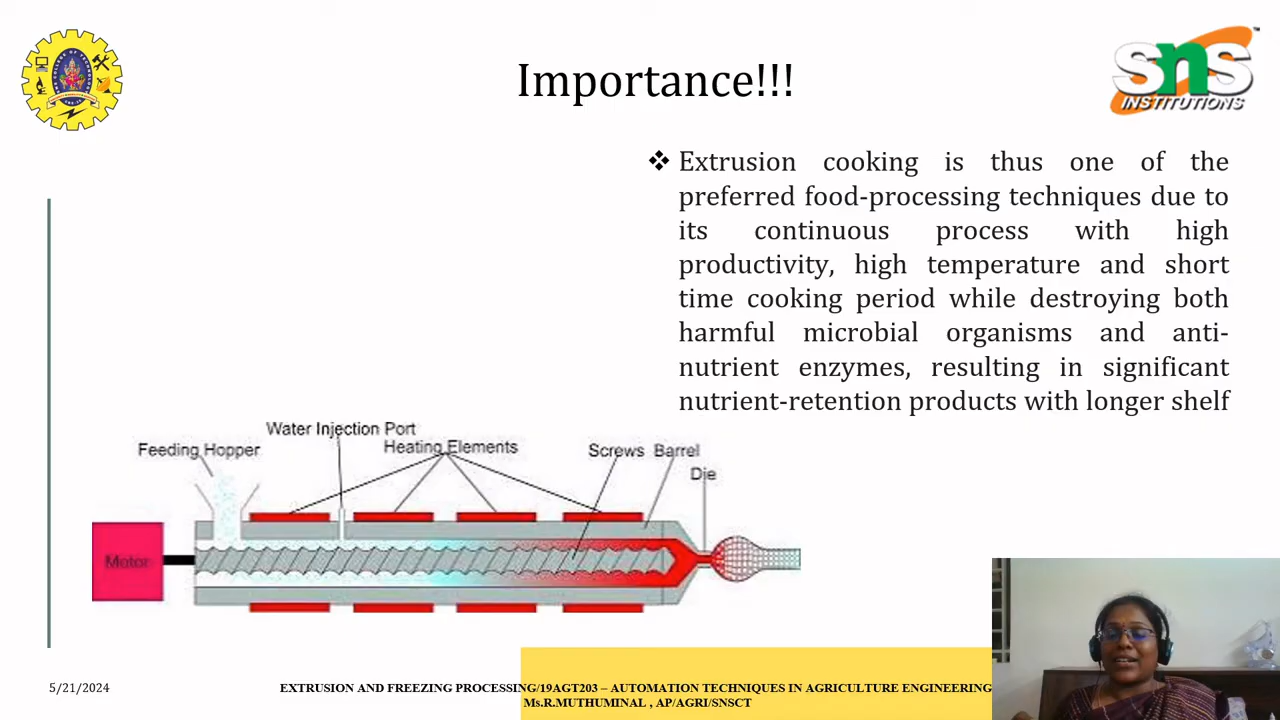 Importance!!!
SNS
INSTITUTIONS
™
❖ Extrusion cooking is thus one of the
preferred food-processing techniques due to
its continuous process with high
productivity, high temperature and short
time cooking period while destroying both
harmful microbial organisms and anti-
nutrient enzymes, resulting in significant
nutrient-retention products with longer shelf
Water Injection Port
Feeding Hopper
Heating Elements
Screws Barrel
Die
Motor
5/21/2024
EXTRUSION AND FREEZING PROCESSING/19AGT203 – AUTOMATION TECHNIQUES IN AGRICULTURE ENGINEERING
Ms.R.MUTHUMINAL , AP/AGRI/SNSCT